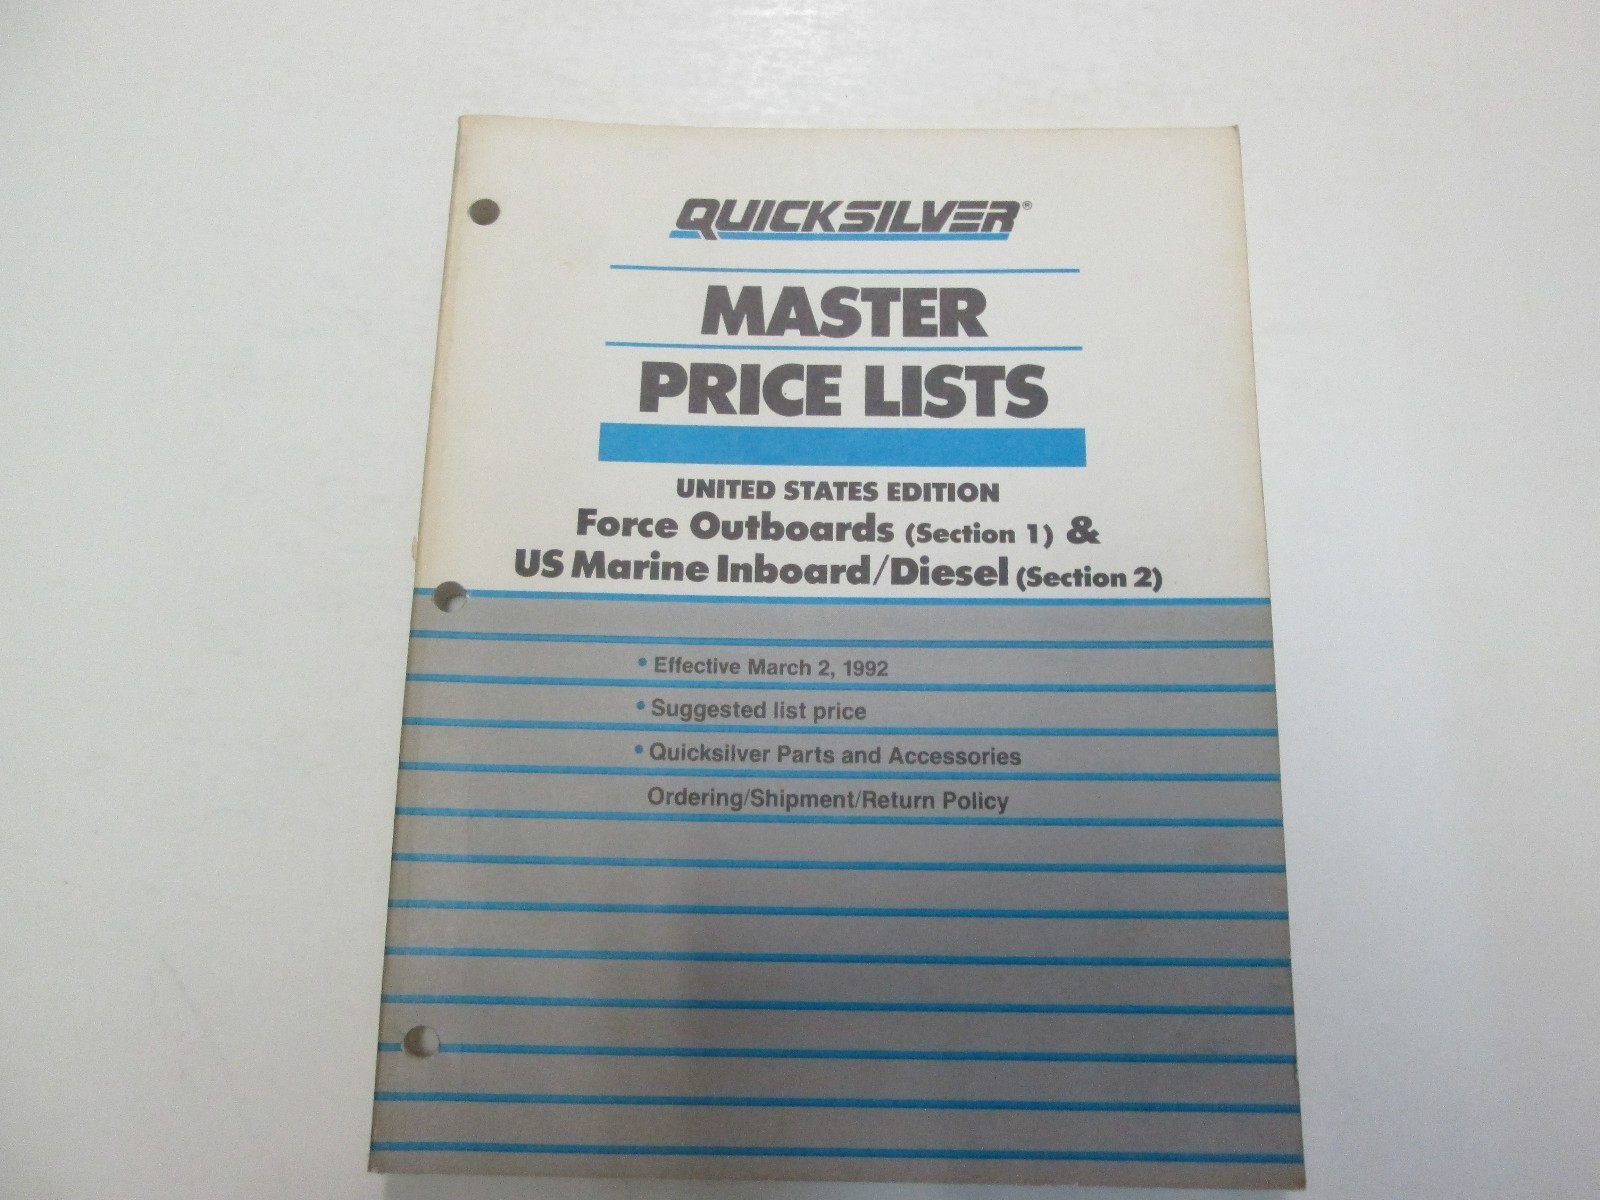 QUICKSILVER®
MASTER
PRICE LISTS
UNITED STATES EDITION
Force Outboards (Section 1) &
US Marine Inboard/Diesel (Section 2)
• Effective March 2, 1992
• Suggested list price
• Quicksilver Parts and Accessories
Ordering/Shipment/Return Policy